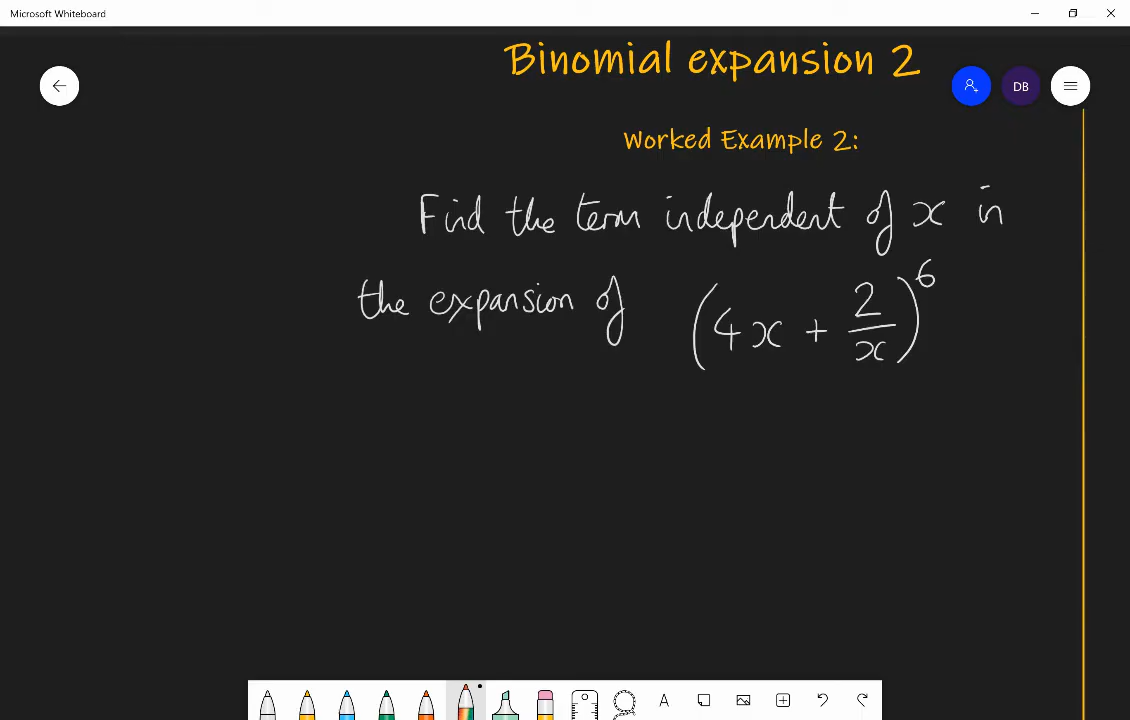 Microsoft Whiteboard
Binomial expansion 2
DB
Worked Example 2:
Find the term independent of x in
the expansion of (4x + 2/x)^6
A